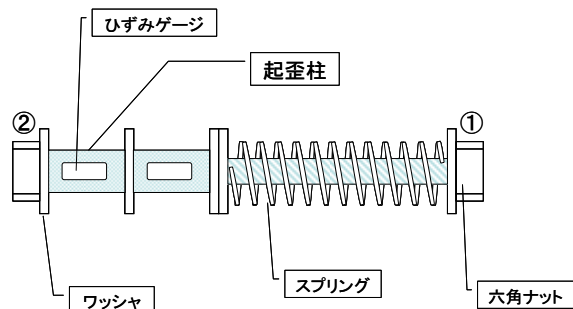 ひずみゲージ
起歪柱
②
①
スプリング
ワッシャ
六角ナット